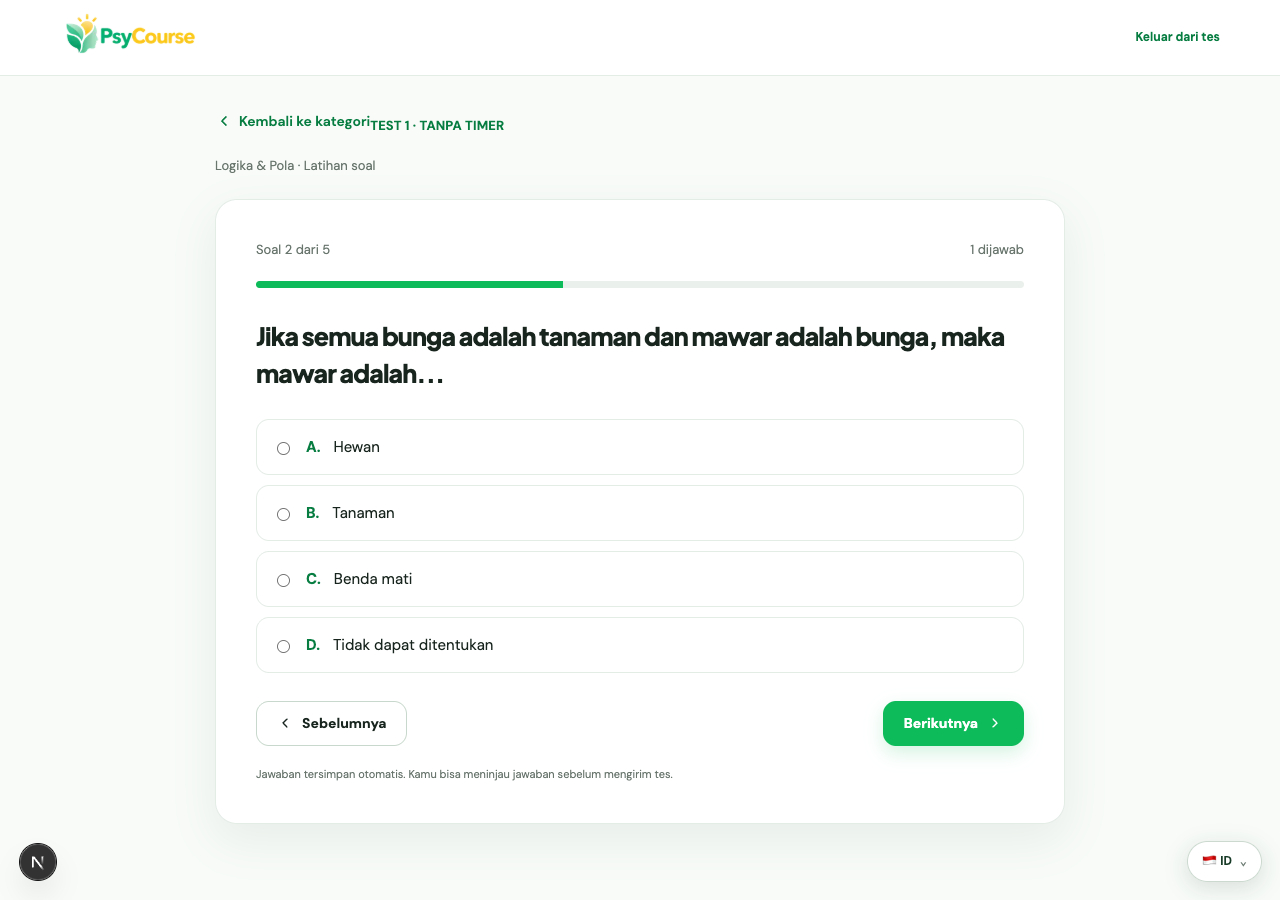 PsyCourse
Keluar dari tes
Kembali ke kategori
TEST 1 · TANPA TIMER
Logika & Pola · Latihan soal
Soal 2 dari 5
1 dijawab
Jika semua bunga adalah tanaman dan mawar adalah bunga, maka
mawar adalah...
A. Hewan
B. Tanaman
C. Benda mati
D. Tidak dapat ditentukan
Sebelumnya
Berikutnya
Jawaban tersimpan otomatis. Kamu bisa meninjau jawaban sebelum mengirim tes.
N
ID